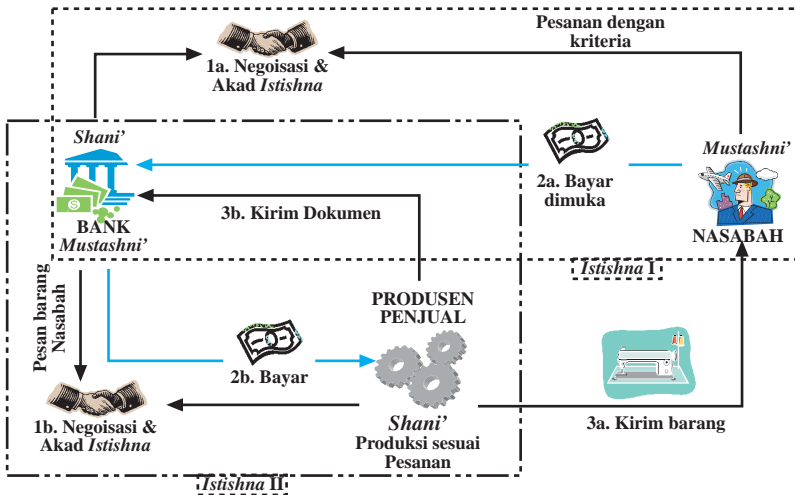 Pesanan dengan
kriteria
1a. Negoisasi &
Akad Istishna
Shani’
Mustashni’
2a. Bayar
dimuka
3b. Kirim Dokumen
BANK
Mustashni’
NASABAH
Istishna I
Pesan barang
Nasabah
PRODUSEN
PENJUAL
2b. Bayar
1b. Negoisasi &
Akad Istishna
Shani’
Produksi sesuai
Pesanan
3a. Kirim barang
Istishna II